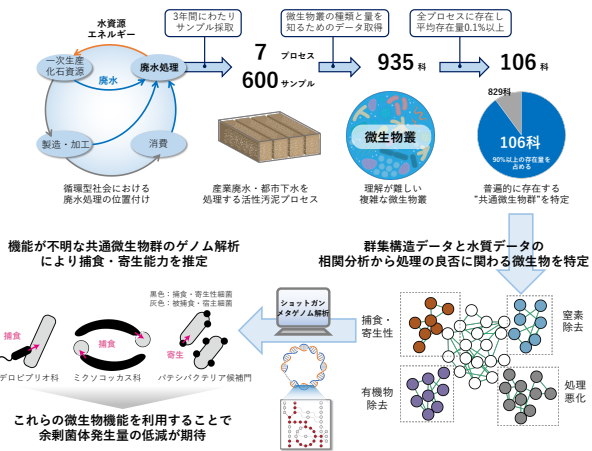 水資源
エネルギー
一次生産
化石資源
廃水
廃水処理
製造・加工
消費
循環型社会における
廃水処理の位置付け
3年間にわたり
サンプル採取
7 プロセス
600 サンプル
産業廃水・都市下水を
処理する活性汚泥プロセス
微生物叢の種類と量を
知るためのデータ取得
935 科
微生物叢
理解が難しい
複雑な微生物叢
全プロセスに存在し
平均存在量0.1%以上
106 科
829科
106科
90%以上の存在量を
占める
普遍的に存在する
"共通微生物群"を特定
機能が不明な共通微生物群のゲノム解析
により捕食・寄生能力を推定
黒色：捕食・寄生性細菌
灰色：被捕食・宿主細菌
捕食
捕食
寄生
デロビブリオ科
ミクソコッカス科
パテシバクテリア候補門
これらの微生物機能を利用することで
余剰菌体発生量の低減が期待
ショットガン
メタゲノム解析
群集構造データと水質データの
相関分析から処理の良否に関わる微生物を特定
捕食・
寄生性
窒素
除去
有機物
除去
処理
悪化